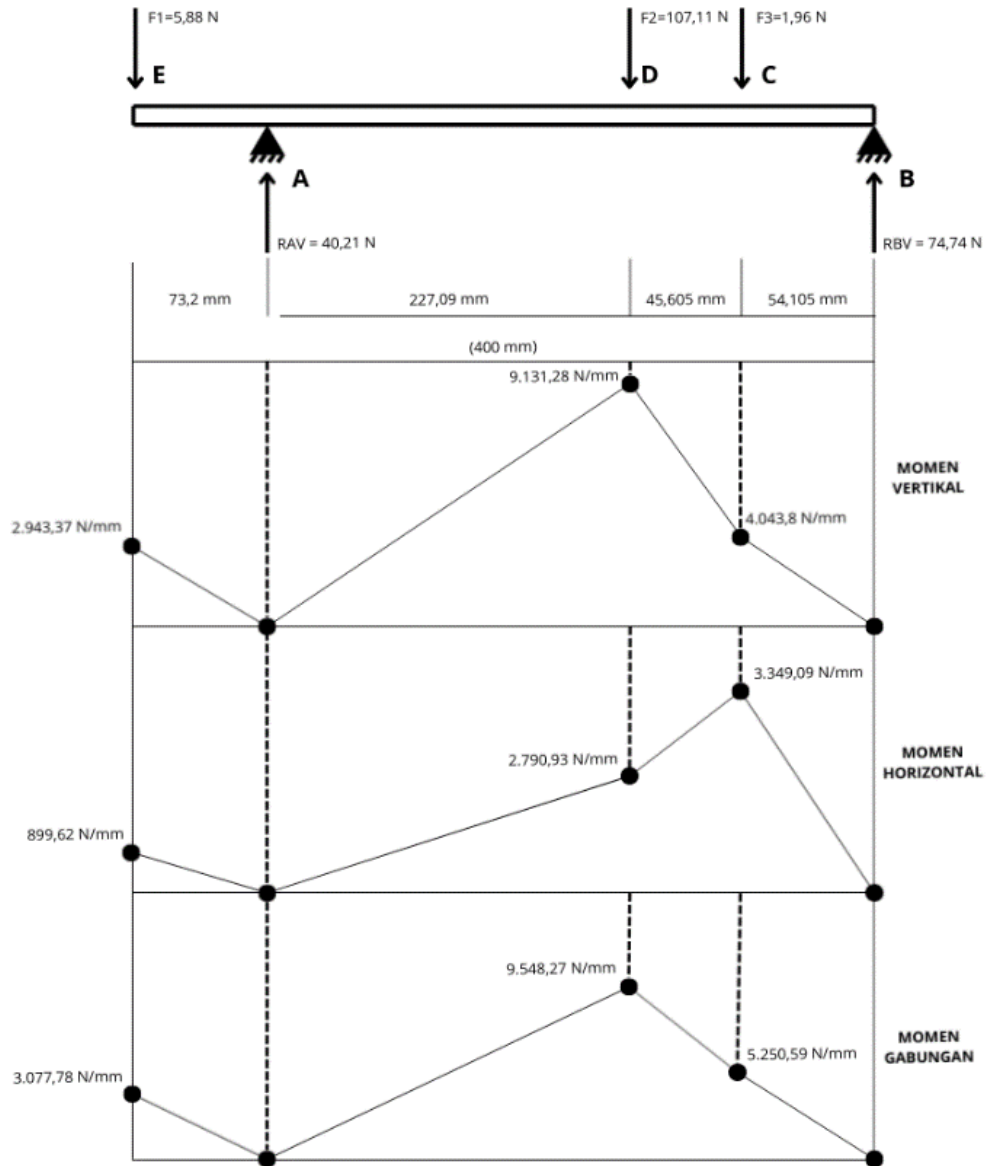 F1=5,88 N
F2=107,11 N
F3=1,96 N
E
D
C
A
B
RAV = 40,21 N
RBV = 74,74 N
73,2 mm
227,09 mm
45,605 mm
54,105 mm
(400 mm)
9.131,28 N/mm
MOMEN
VERTIKAL
4.043,8 N/mm
2.943,37 N/mm
3.349,09 N/mm
MOMEN
HORIZONTAL
2.790,93 N/mm
899,62 N/mm
9.548,27 N/mm
MOMEN
GABUNGAN
5.250,59 N/mm
3.077,78 N/mm